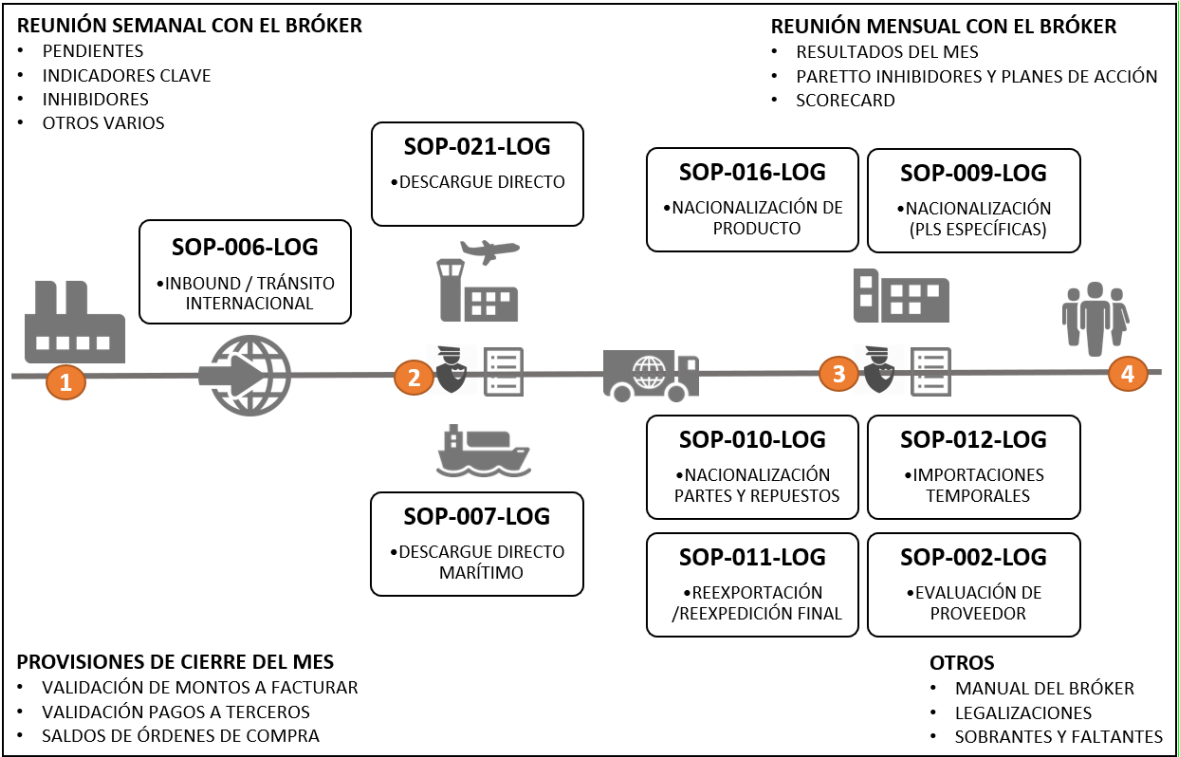 REUNIÓN SEMANAL CON EL BRÓKER
• PENDIENTES
• INDICADORES CLAVE
• INHIBIDORES
• OTROS VARIOS
REUNIÓN MENSUAL CON EL BRÓKER
• RESULTADOS DEL MES
• PARETTO INHIBIDORES Y PLANES DE ACCIÓN
• SCORECARD
SOP-006-LOG
•INBOUND / TRÁNSITO
INTERNACIONAL
SOP-021-LOG
•DESCARGUE DIRECTO
SOP-016-LOG
•NACIONALIZACIÓN DE
PRODUCTO
SOP-009-LOG
•NACIONALIZACIÓN
(PLS ESPECÍFICAS)
1
2
3
4
SOP-007-LOG
•DESCARGUE DIRECTO
MARÍTIMO
SOP-010-LOG
•NACIONALIZACIÓN
PARTES Y REPUESTOS
SOP-012-LOG
•IMPORTACIONES
TEMPORALES
SOP-011-LOG
•REEXPORTACIÓN
/REEXPEDICIÓN FINAL
SOP-002-LOG
•EVALUACIÓN DE
PROVEEDOR
PROVISIONES DE CIERRE DEL MES
• VALIDACIÓN DE MONTOS A FACTURAR
• VALIDACIÓN PAGOS A TERCEROS
• SALDOS DE ÓRDENES DE COMPRA
OTROS
• MANUAL DEL BRÓKER
• LEGALIZACIONES
• SOBRANTES Y FALTANTES